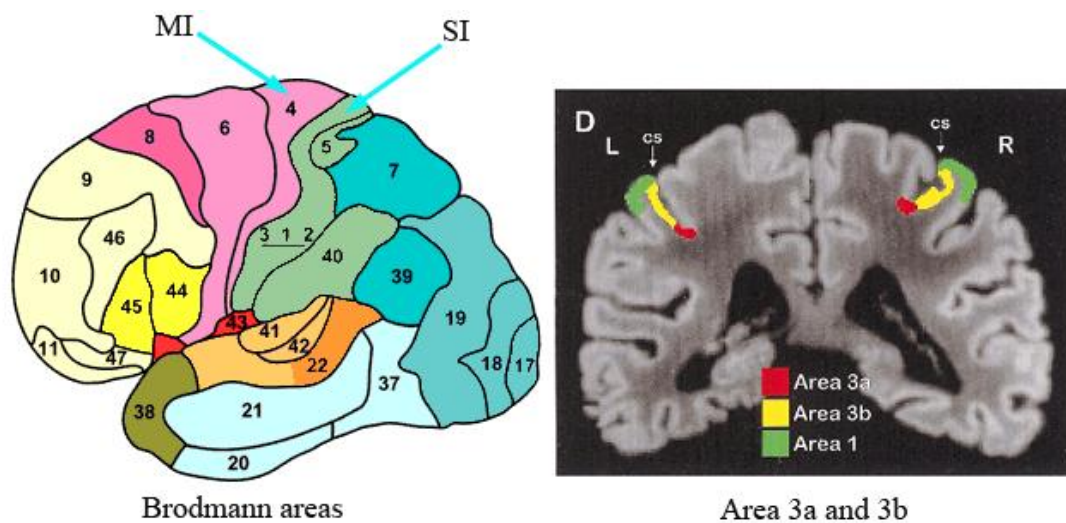 MI
SI
8
6
4
5
7
9
46
3 1 2
40
10
44
45
39
43
41
42
22
19
18
17
11
47
37
38
21
20
Brodmann areas
D
L
cs
cs
R
Area 3a
Area 3b
Area 1
Area 3a and 3b